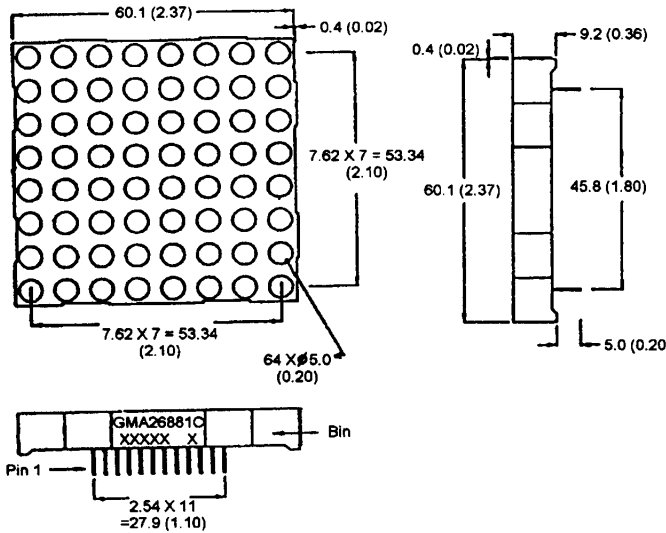 60.1 (2.37)
0.4 (0.02)
7.62 X 7 = 53.34
(2.10)
7.62 X 7 = 53.34
(2.10)
64 XØ5.0
(0.20)
0.4 (0.02)
9.2 (0.36)
60.1 (2.37)
45.8 (1.80)
5.0 (0.20
GMA26881C
XXXXX X
Bin
Pin 1
2.54 X 11
=27.9 (1.10)